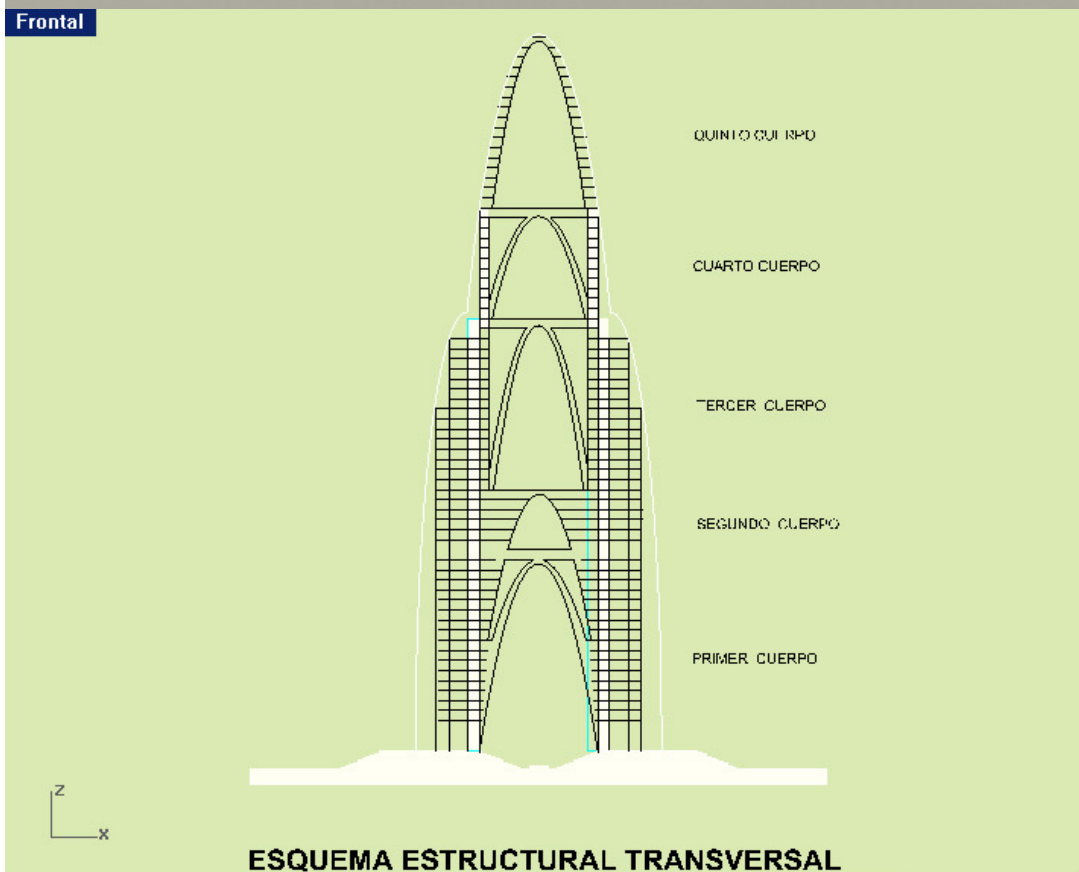 Frontal
QUINTO CUERPO
CUARTO CUERPO
TERCER CUERPO
SEGUNDO CUERPO
PRIMER CUERPO
z
x
ESQUEMA ESTRUCTURAL TRANSVERSAL